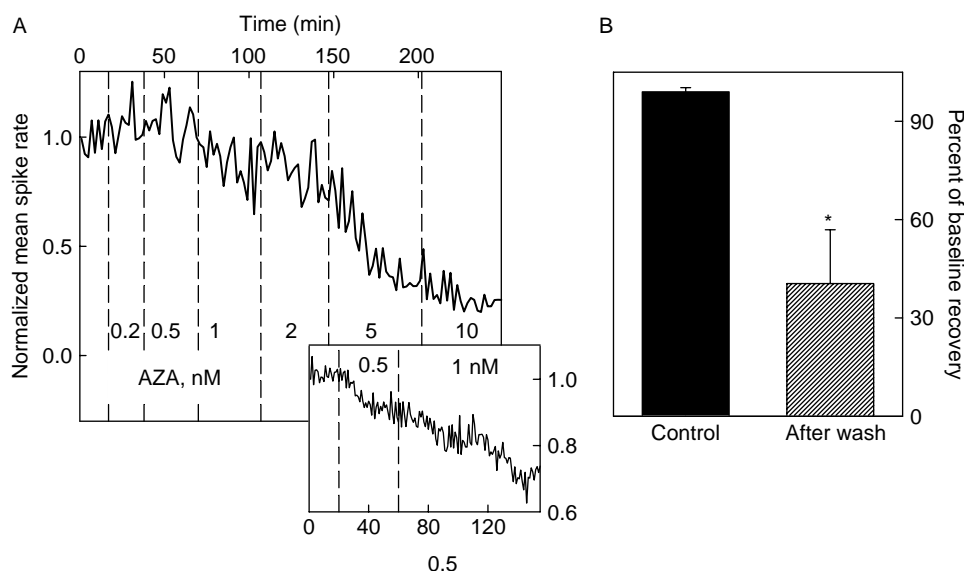 A
Time (min)
0 50 100 150 200
Normalized mean spike rate
1.0
0.5
0.0
0.2 0.5 1 2 5 10
AZA, nM
0.5 1 nM
1.0
0.8
0.6
0 40 80 120
0.5
B
*
90
60
30
0
Percent of baseline recovery
Control After wash